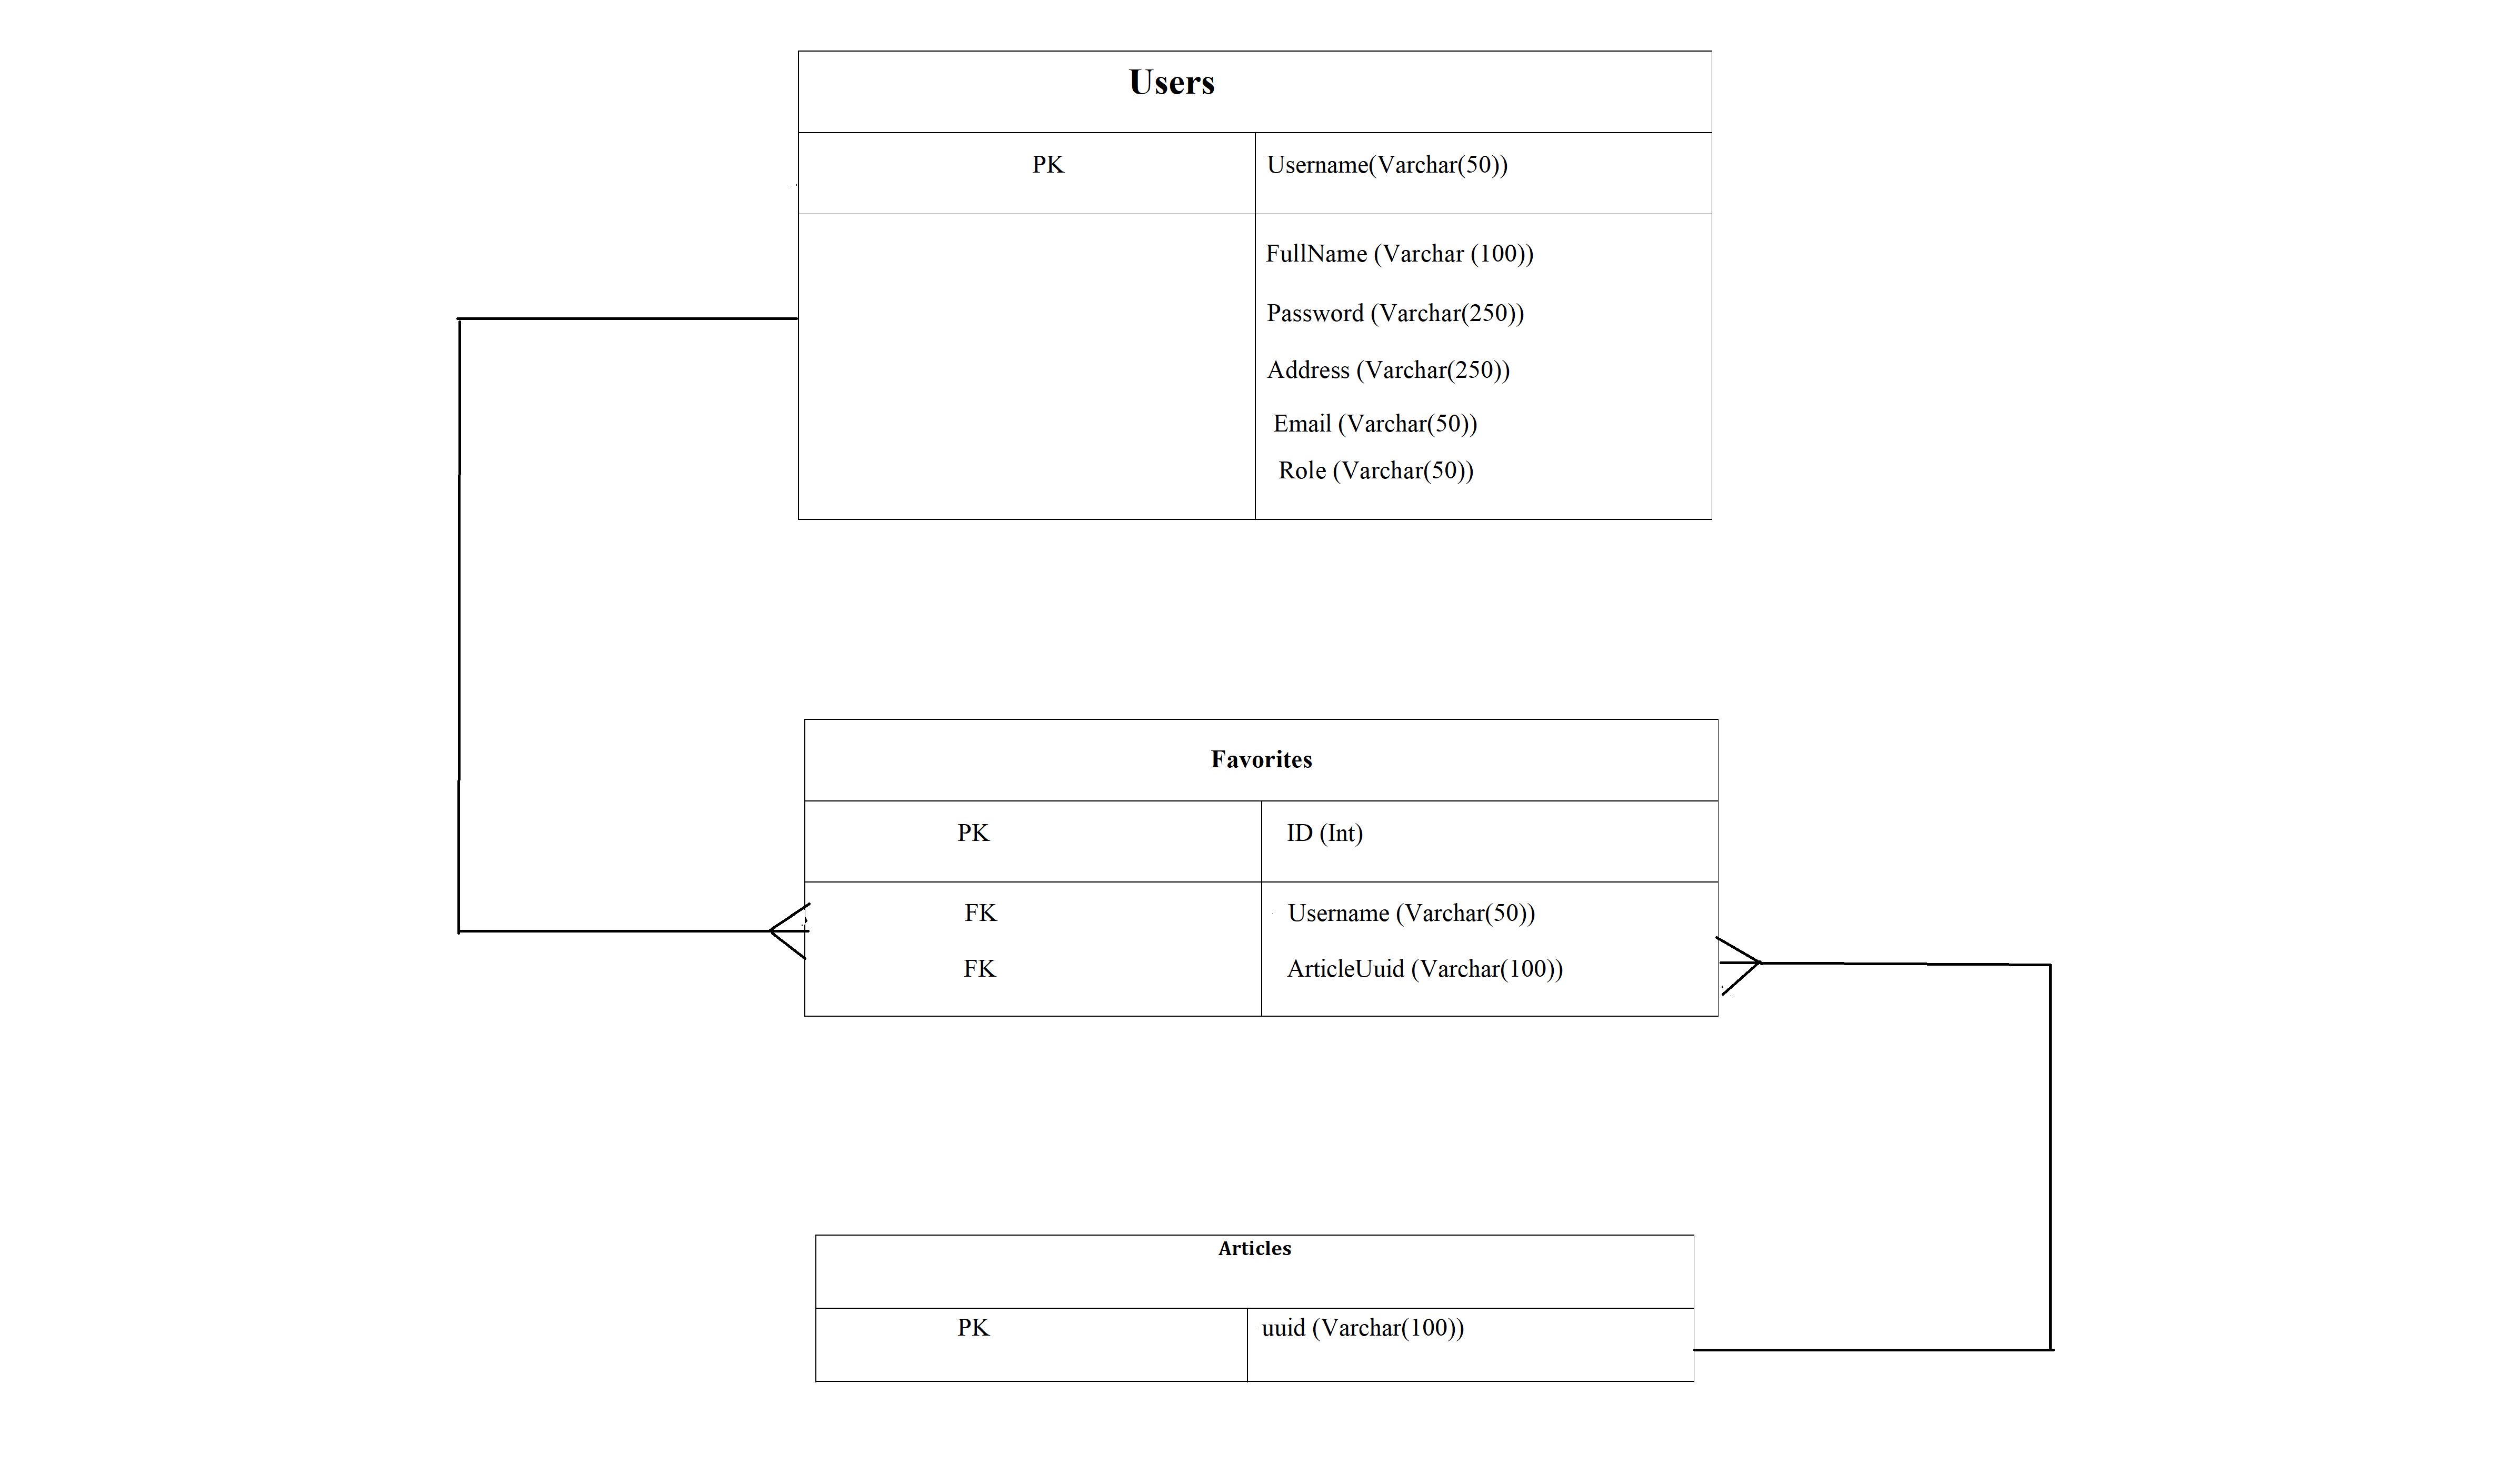 Users
PK Username(Varchar(50))
FullName (Varchar (100))
Password (Varchar(250))
Address (Varchar(250))
Email (Varchar(50))
Role (Varchar(50))
Favorites
PK ID (Int)
FK Username (Varchar(50))
FK ArticleUuid (Varchar(100))
Articles
PK uuid (Varchar(100))